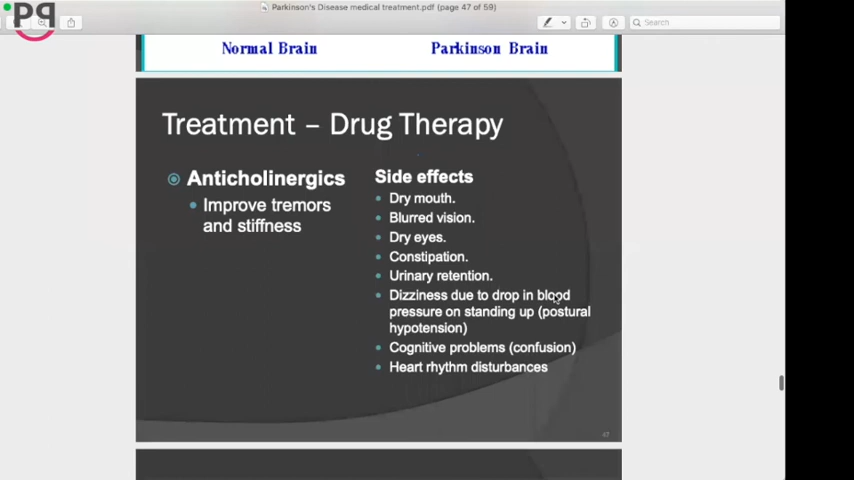 Parkinson's Disease medical treatment.pdf (page 47 of 59)
PQ
Search
Normal Brain
Parkinson Brain
Treatment – Drug Therapy
Anticholinergics
Improve tremors
and stiffness
Side effects
Dry mouth.
Blurred vision.
Dry eyes.
Constipation.
Urinary retention.
Dizziness due to drop in blood
pressure on standing up (postural
hypotension)
Cognitive problems (confusion)
Heart rhythm disturbances
47